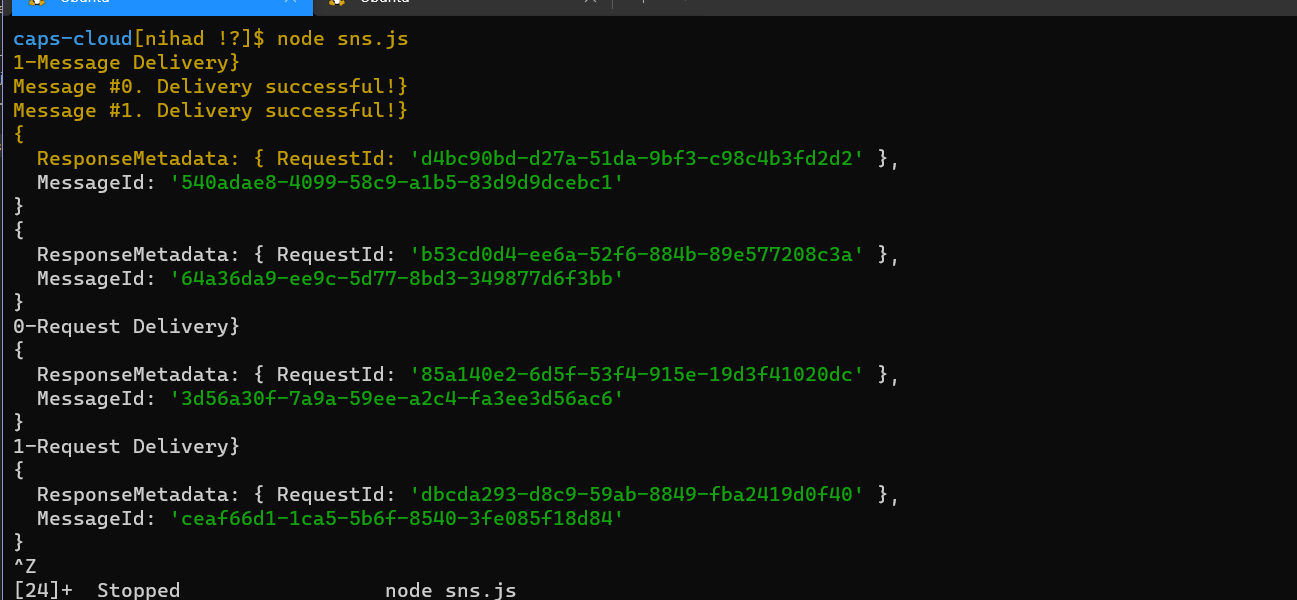 caps-cloud[nihad !?]$ node sns.js
1-Message Delivery}
Message #0. Delivery successful!}
Message #1. Delivery successful!}
{
  ResponseMetadata: { RequestId: 'd4bc90bd-d27a-51da-9bf3-c98c4b3fd2d2' },
  MessageId: '540adae8-4099-58c9-a1b5-83d9d9dcebc1'
}
{
  ResponseMetadata: { RequestId: 'b53cd0d4-ee6a-52f6-884b-89e577208c3a' },
  MessageId: '64a36da9-ee9c-5d77-8bd3-349877d6f3bb'
}
0-Request Delivery}
{
  ResponseMetadata: { RequestId: '85a140e2-6d5f-53f4-915e-19d3f41020dc' },
  MessageId: '3d56a30f-7a9a-59ee-a2c4-fa3ee3d56ac6'
}
1-Request Delivery}
{
  ResponseMetadata: { RequestId: 'dbcda293-d8c9-59ab-8849-fba2419d0f40' },
  MessageId: 'ceaf66d1-1ca5-5b6f-8540-3fe085f18d84'
}
^Z
[24]+  Stopped                 node sns.js